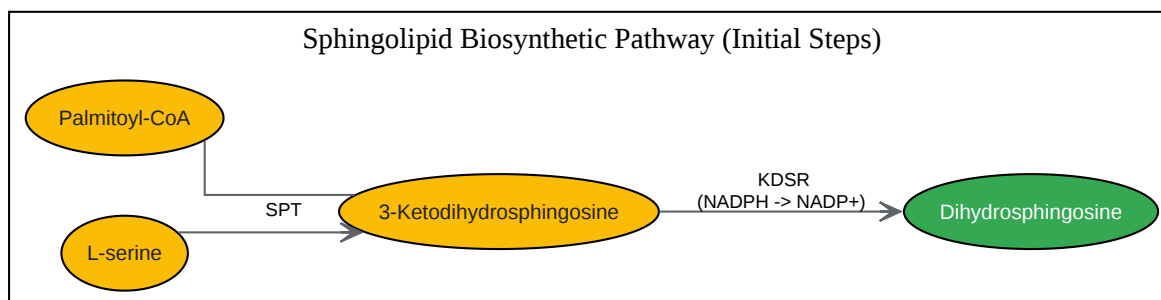 Sphingolipid Biosynthetic Pathway (Initial Steps)
Palmitoyl-CoA
SPT
L-serine
3-Ketodihydrosphingosine
KDSR
(NADPH -> NADP+)
Dihydrosphingosine